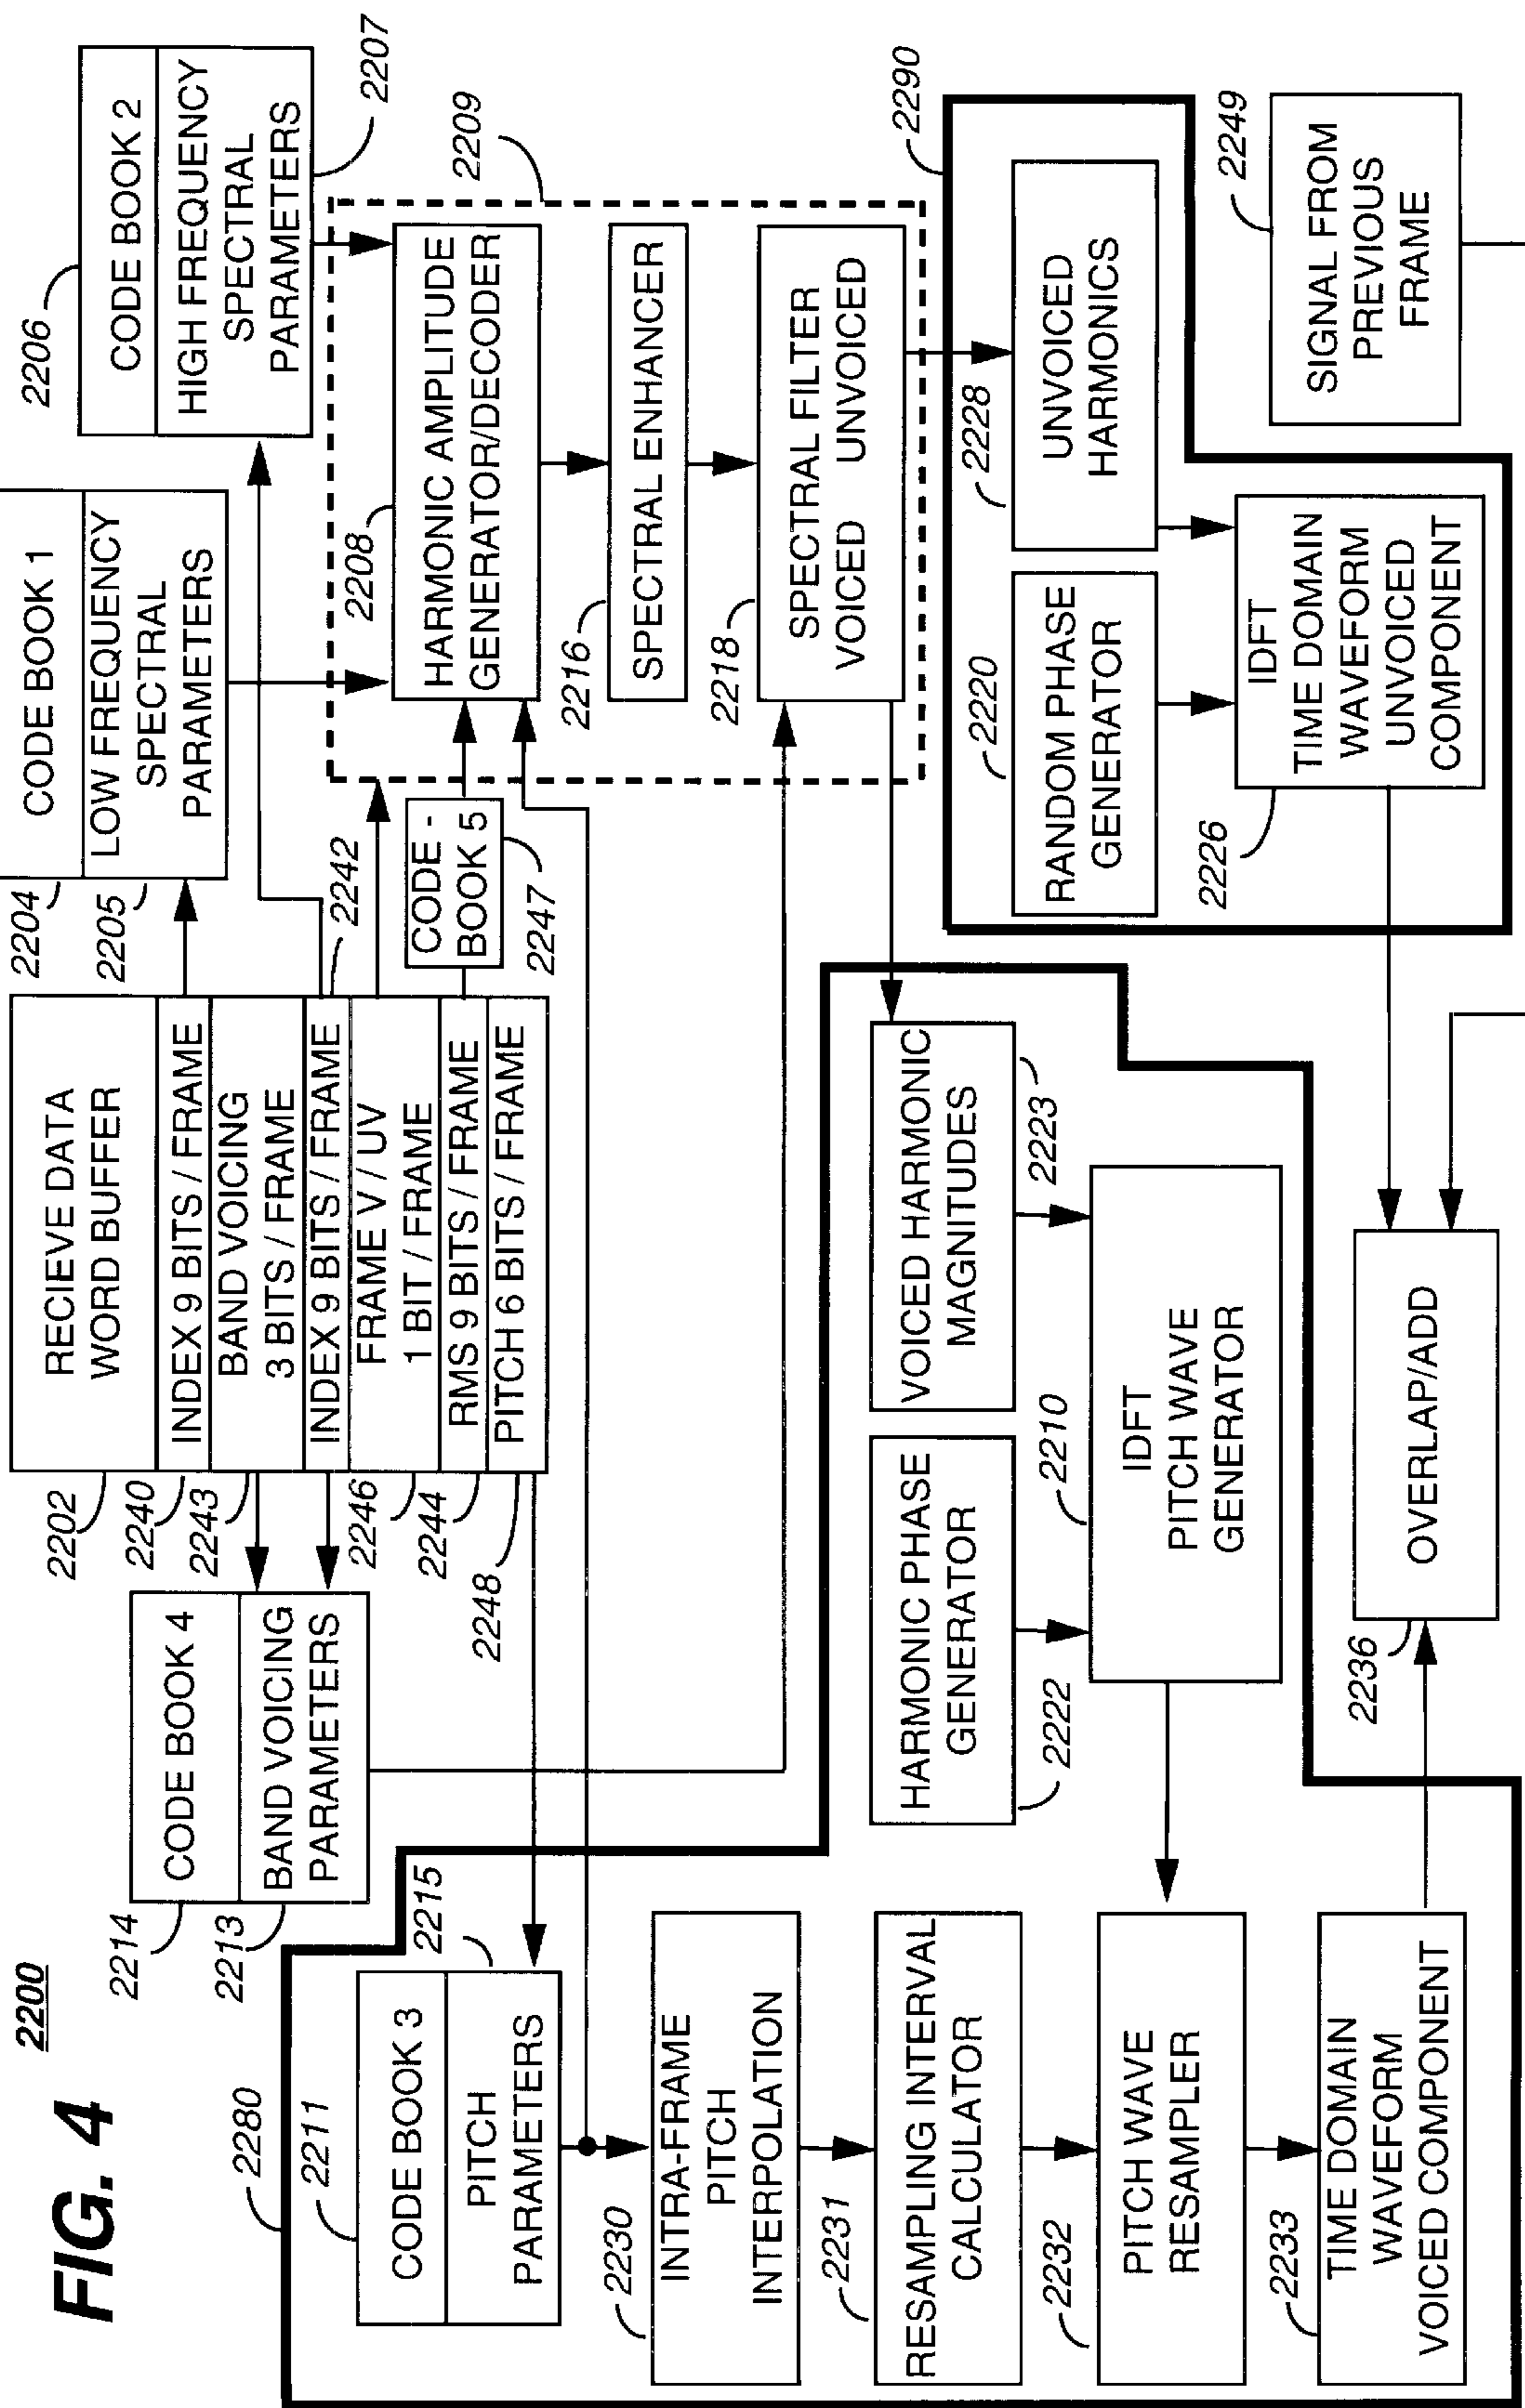 FIG. 4
2200
2280
2214
2213
CODE BOOK 4
BAND VOICING
PARAMETERS
2202
2240
2243
2246
2244
2248
RECIEVE DATA
WORD BUFFER
INDEX 9 BITS / FRAME
BAND VOICING
3 BITS / FRAME
INDEX 9 BITS / FRAME
FRAME V / UV
1 BIT / FRAME
RMS 9 BITS / FRAME
PITCH 6 BITS / FRAME
2242
CODE -
BOOK 5
2247
2204
2205
CODE BOOK 1
LOW FREQUENCY
SPECTRAL
PARAMETERS
2206
CODE BOOK 2
HIGH FREQUENCY
SPECTRAL
PARAMETERS
2207
2209
2208
HARMONIC AMPLITUDE
GENERATOR/DECODER
2216
SPECTRAL ENHANCER
2218
SPECTRAL FILTER
VOICED UNVOICED
2211
CODE BOOK 3
PITCH
PARAMETERS
2215
2230
INTRA-FRAME
PITCH
INTERPOLATION
2231
RESAMPLING INTERVAL
CALCULATOR
2232
PITCH WAVE
RESAMPLER
2233
TIME DOMAIN
WAVEFORM
VOICED COMPONENT
HARMONIC PHASE
GENERATOR
2222
VOICED HARMONIC
MAGNITUDES
2223
2210
IDFT
PITCH WAVE
GENERATOR
2290
2220
RANDOM PHASE
GENERATOR
2228
UNVOICED
HARMONICS
2226
IDFT
TIME DOMAIN
WAVEFORM
UNVOICED
COMPONENT
2249
SIGNAL FROM
PREVIOUS
FRAME
2236
OVERLAP/ADD